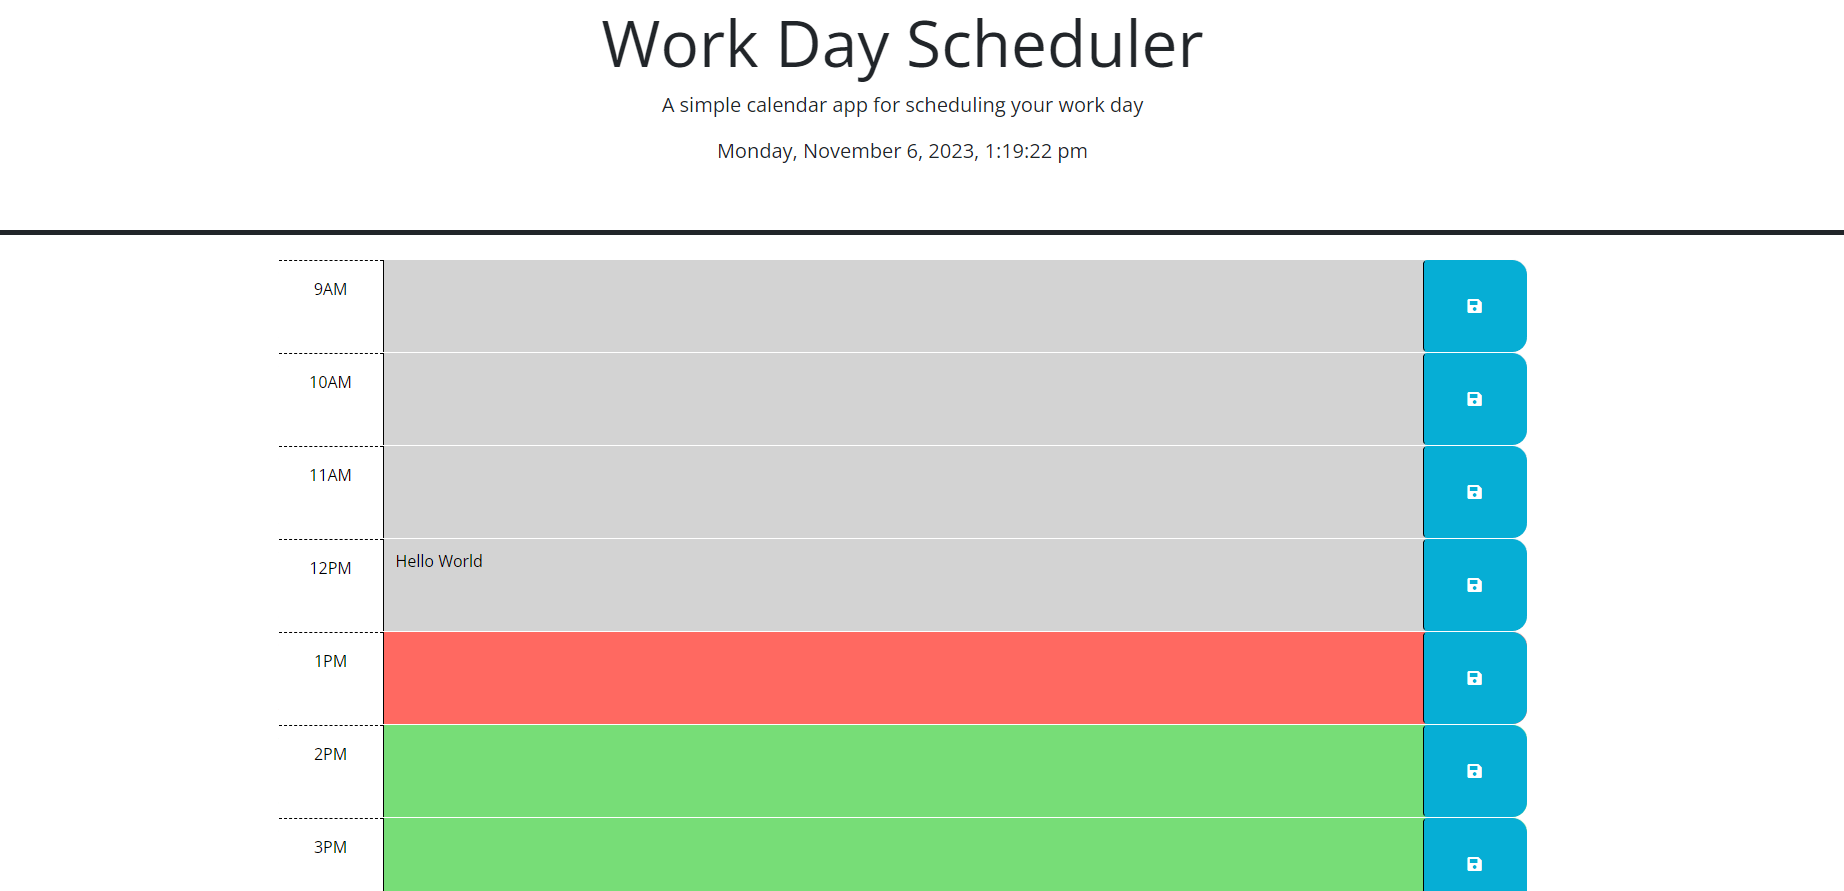 Work Day Scheduler
A simple calendar app for scheduling your work day
Monday, November 6, 2023, 1:19:22 pm
9AM
10AM
11AM
12PM Hello World
1PM
2PM
3PM